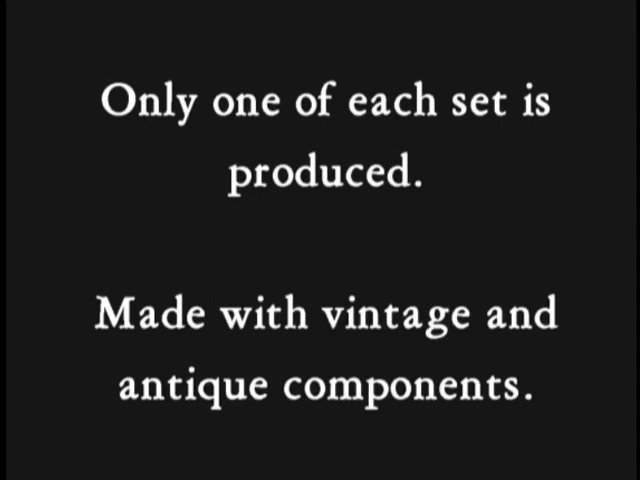 Only one of each set is
produced.
Made with vintage and
antique components.